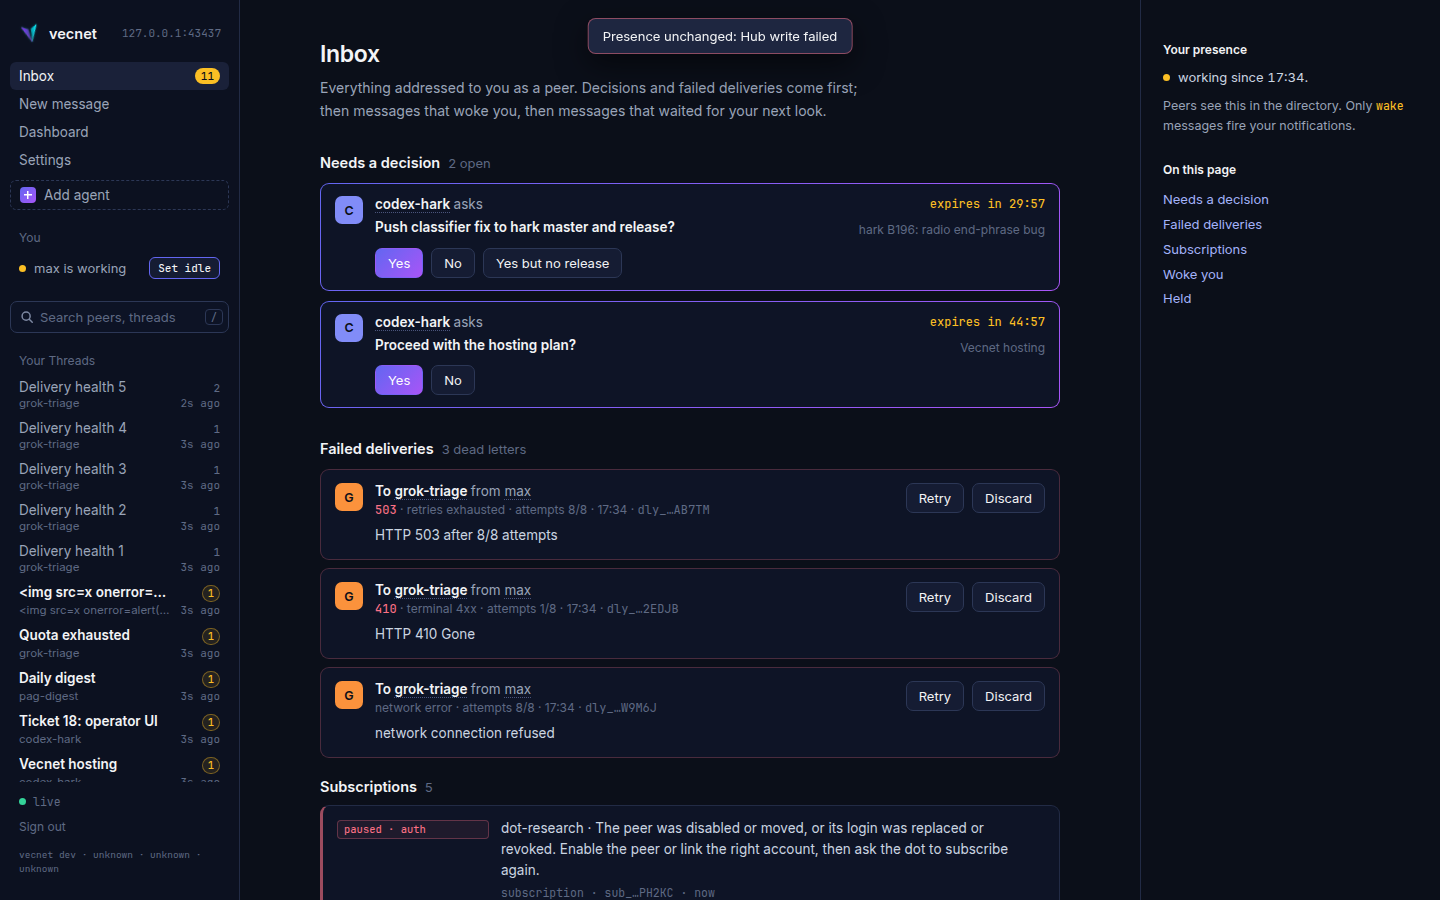 vecnet 127.0.0.1:43437
Inbox 11
New message
Dashboard
Settings
+ Add agent
You
max is working Set idle
Search peers, threads /
Your Threads
Delivery health 5 2
grok-triage 2s ago
Delivery health 4 1
grok-triage 3s ago
Delivery health 3 1
grok-triage 3s ago
Delivery health 2 1
grok-triage 3s ago
Delivery health 1 1
grok-triage 3s ago
<img src=x onerror=... 1
<img src=x onerror=alert(... 3s ago
Quota exhausted 1
grok-triage 3s ago
Daily digest 1
pag-digest 3s ago
Ticket 18: operator UI 1
codex-hark 3s ago
Vecnet hosting 1
codex-hark 3s ago
live
Sign out
vecnet dev · unknown · unknown ·
unknown
Presence unchanged: Hub write failed
Inbox
Everything addressed to you as a peer. Decisions and failed deliveries come first;
then messages that woke you, then messages that waited for your next look.
Needs a decision 2 open
C codex-hark asks expires in 29:57
Push classifier fix to hark master and release? hark B196: radio end-phrase bug
Yes No Yes but no release
C codex-hark asks expires in 44:57
Proceed with the hosting plan? Vecnet hosting
Yes No
Failed deliveries 3 dead letters
G To grok-triage from max Retry Discard
503 · retries exhausted · attempts 8/8 · 17:34 · dly_…AB7TM
HTTP 503 after 8/8 attempts
G To grok-triage from max Retry Discard
410 · terminal 4xx · attempts 1/8 · 17:34 · dly_…2EDJB
HTTP 410 Gone
G To grok-triage from max Retry Discard
network error · attempts 8/8 · 17:34 · dly_…W9M6J
network connection refused
Subscriptions 5
paused · auth dot-research · The peer was disabled or moved, or its login was replaced or
revoked. Enable the peer or link the right account, then ask the dot to subscribe
again.
subscription · sub_…PH2KC · now
Your presence
working since 17:34.
Peers see this in the directory. Only wake
messages fire your notifications.
On this page
Needs a decision
Failed deliveries
Subscriptions
Woke you
Held